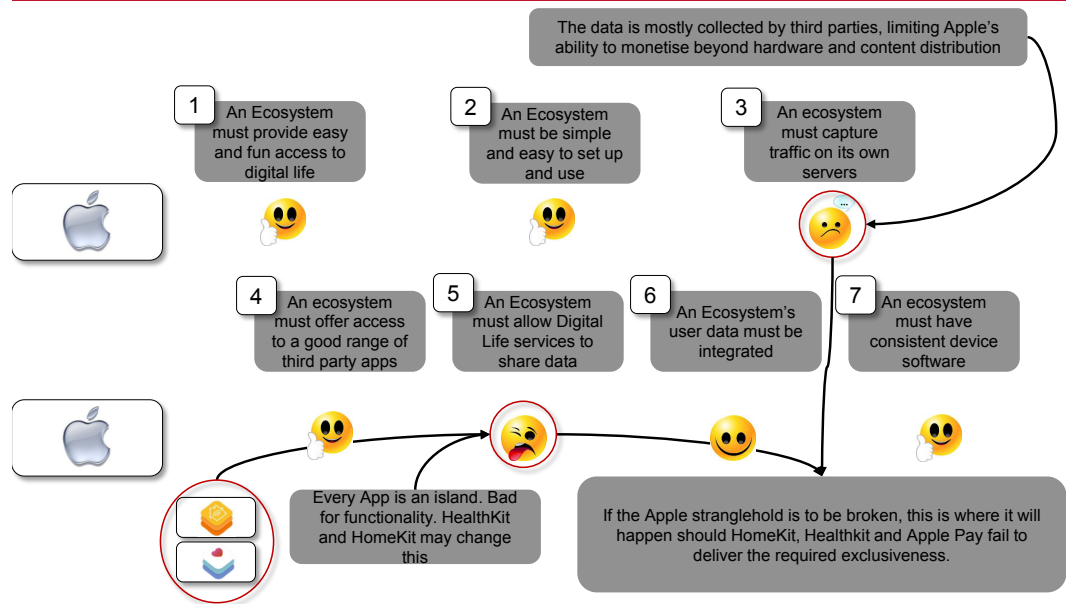 The data is mostly collected by third parties, limiting Apple's
ability to monetise beyond hardware and content distribution
1
An Ecosystem
must provide easy
and fun access to
digital life
2
An Ecosystem
must be simple
and easy to set up
and use
3
An ecosystem
must capture
traffic on its own
servers
...
4
An ecosystem
must offer access
to a good range of
third party apps
5
An Ecosystem
must allow Digital
Life services to
share data
6
An Ecosystem's
user data must be
integrated
7
An ecosystem
must have
consistent device
software
Every App is an island. Bad
for functionality. HealthKit
and HomeKit may change
this
If the Apple stranglehold is to be broken, this is where it will
happen should HomeKit, Healthkit and Apple Pay fail to
deliver the required exclusiveness.